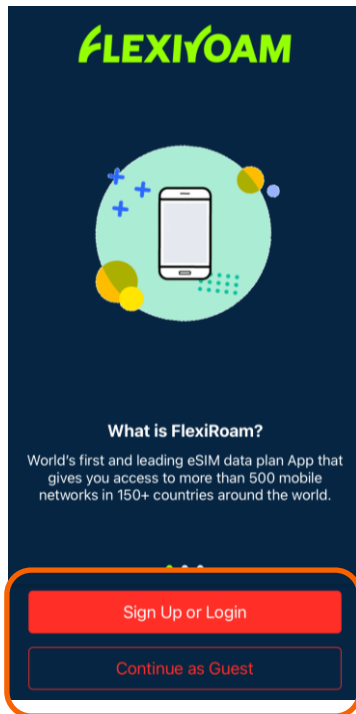 FLEXIROAM
What is FlexiRoam?
World's first and leading eSIM data plan App that
gives you access to more than 500 mobile
networks in 150+ countries around the world.
Sign Up or Login
Continue as Guest